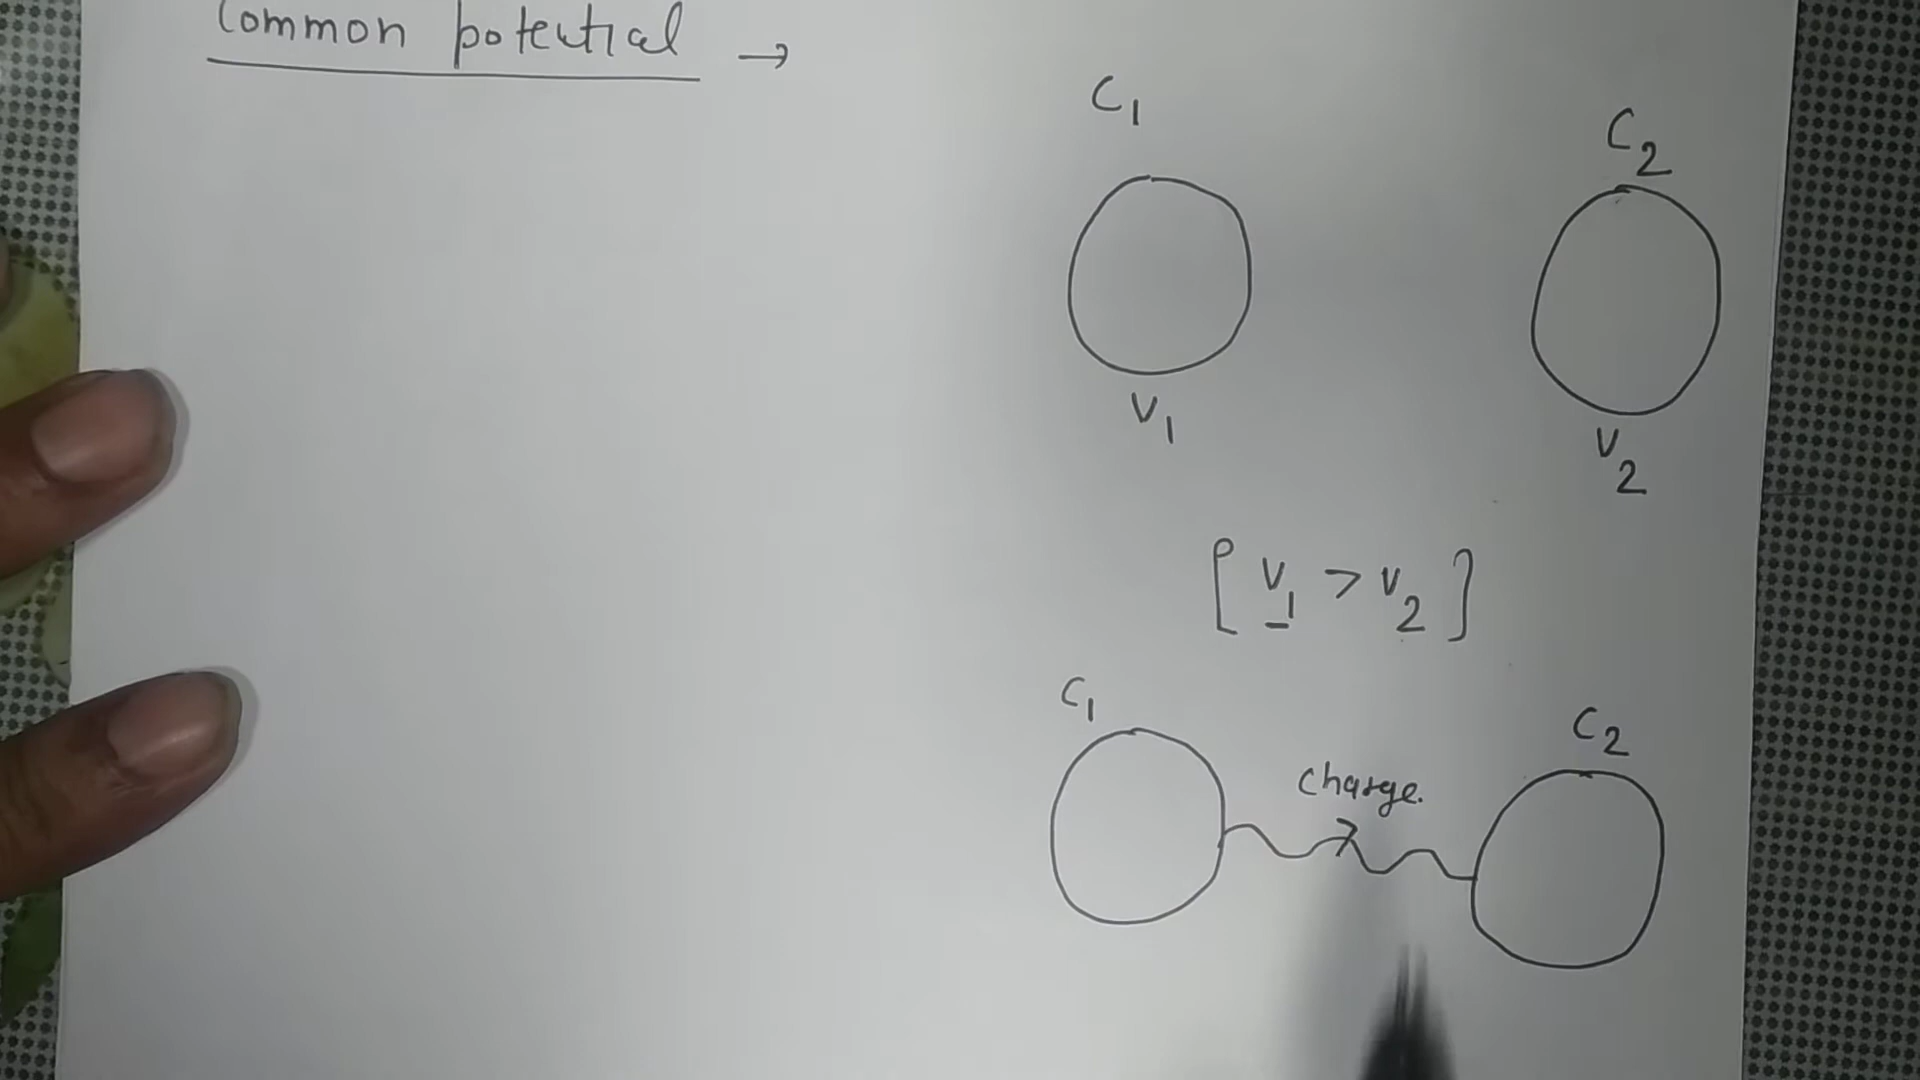 Common potential →
C1
C2
V1
V2
[ V1 > V2 ]
C1
C2
Charge.